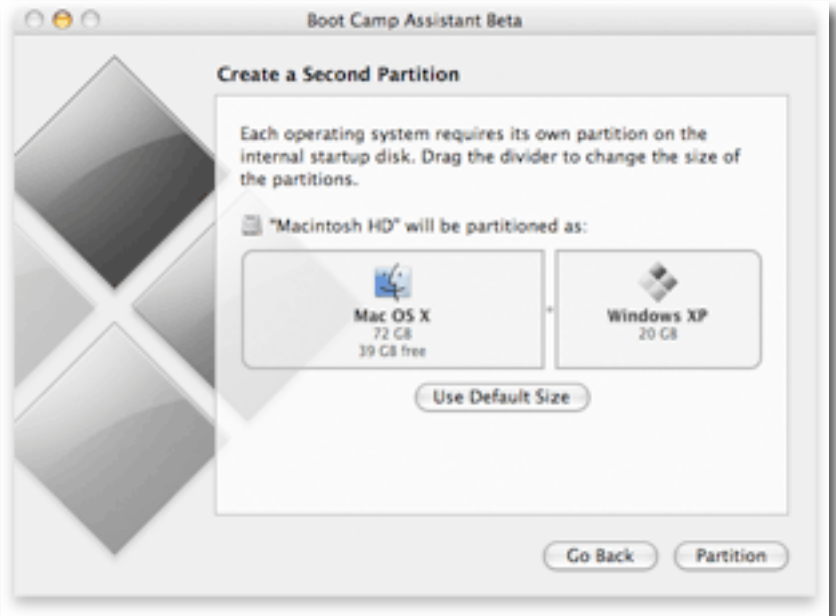 Boot Camp Assistant Beta
Create a Second Partition
Each operating system requires its own partition on the
internal startup disk. Drag the divider to change the size of
the partitions.
"Macintosh HD" will be partitioned as:
Mac OS X
72 GB
39 GB free
Windows XP
20 GB
Use Default Size
Go Back
Partition